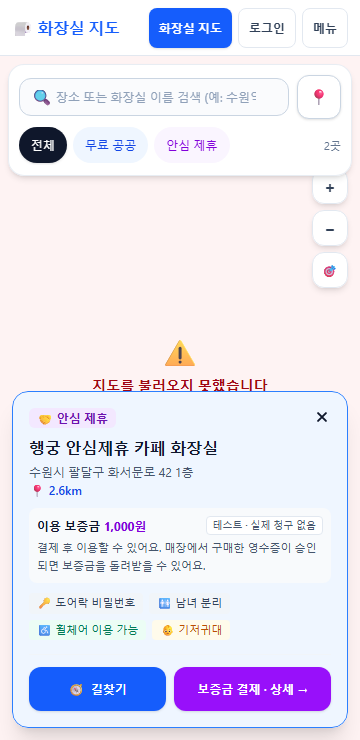 화장실 지도
화장실 지도
로그인
메뉴
장소 또는 화장실 이름 검색 (예: 수원
전체
무료 공공
안심 제휴
2곳
+
−
지도를 불러오지 못했습니다
안심 제휴
✕
행궁 안심제휴 카페 화장실
수원시 팔달구 화서문로 42 1층
2.6km
이용 보증금 1,000원
테스트 · 실제 청구 없음
결제 후 이용할 수 있어요. 매장에서 구매한 영수증이 승인
되면 보증금을 돌려받을 수 있어요.
도어락 비밀번호
남녀 분리
휠체어 이용 가능
기저귀대
길찾기
보증금 결제 · 상세 →